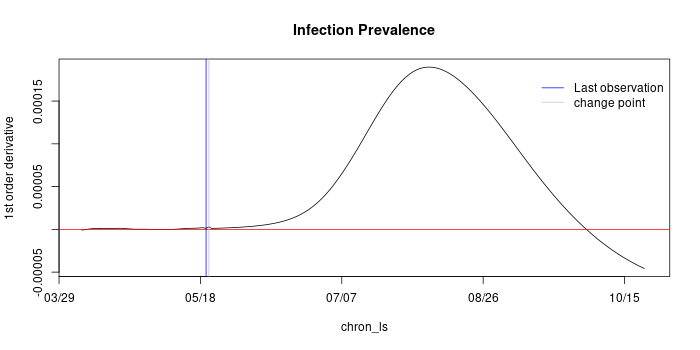 Infection Prevalence
1st order derivative
0.00015
0.00005
-0.00005
Last observation
change point
03/29 05/18 07/07 08/26 10/15
chron_ls